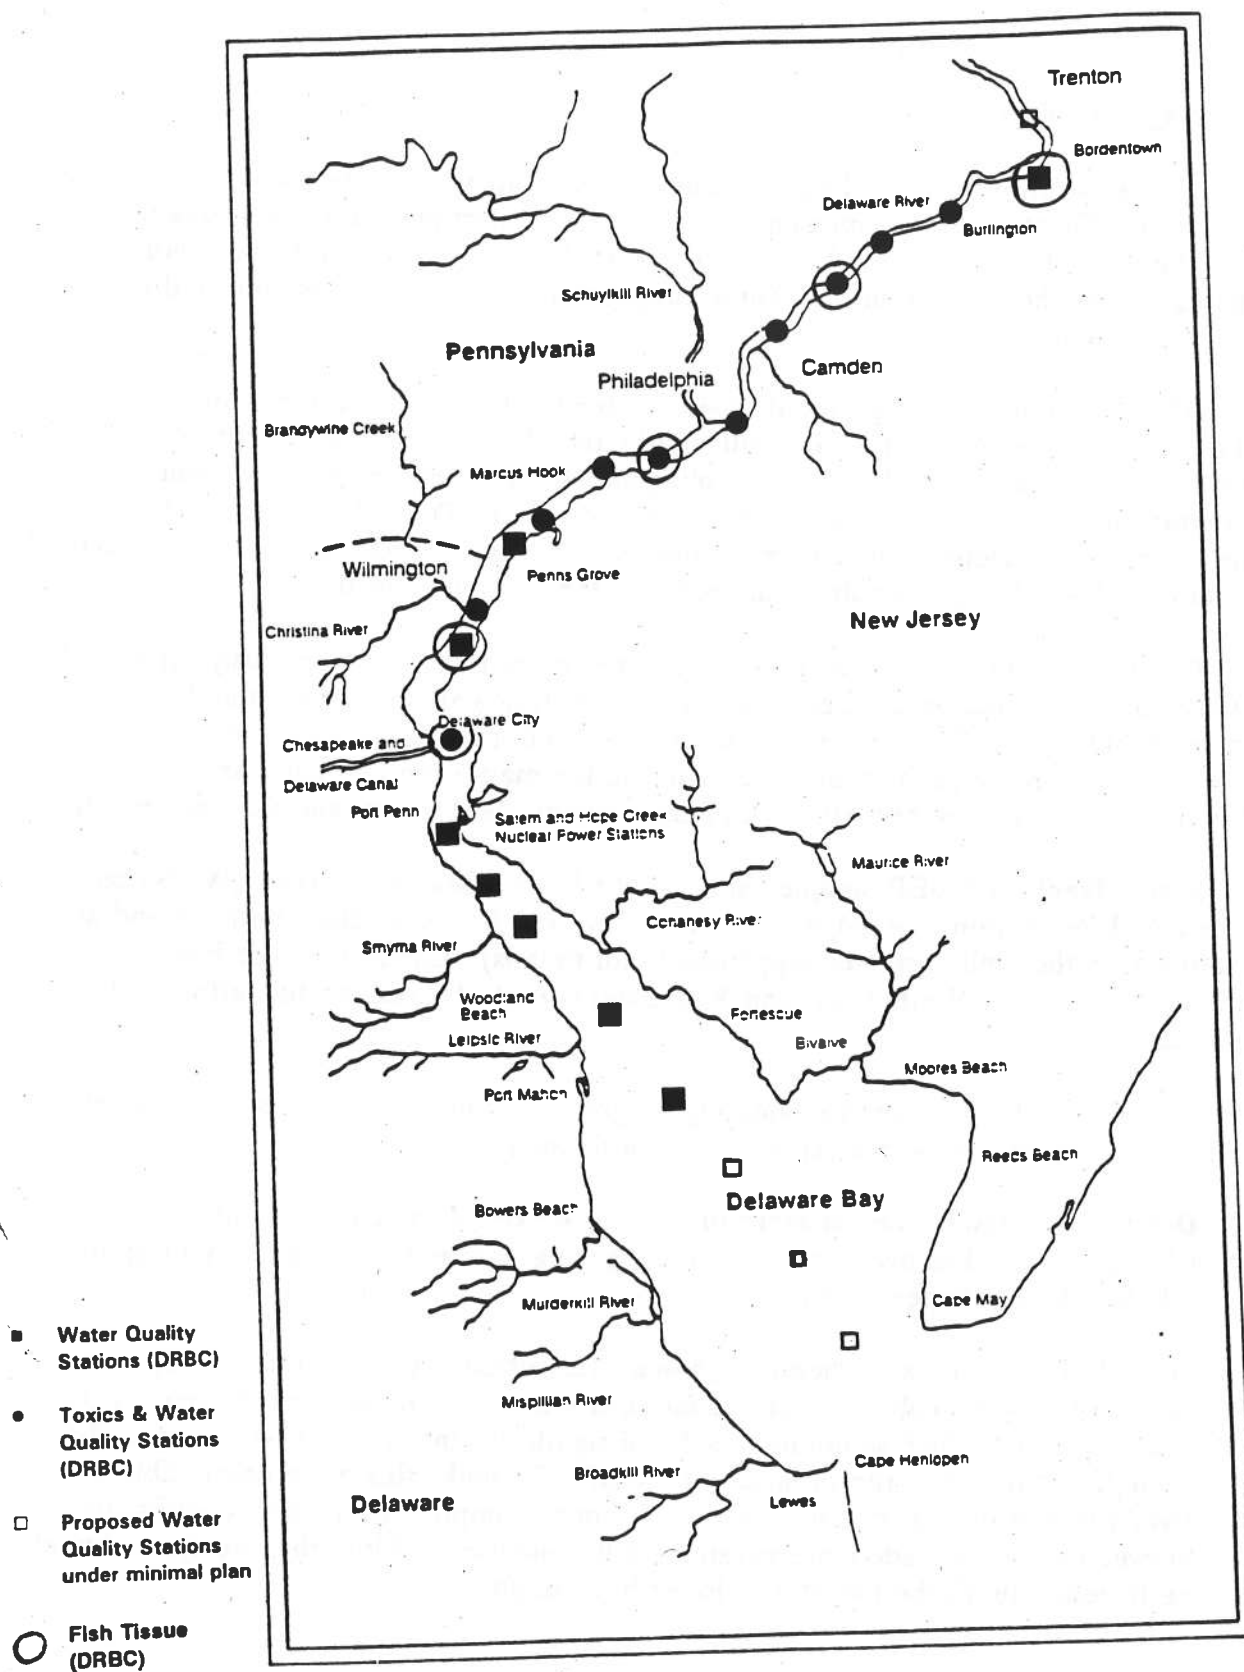 Trenton
Bordentown
Delaware River
Burlington
Schuylkill River
Pennsylvania
Camden
Philadelphia
Brandywine Creek
Marcus Hook
Wilmington
Penns Grove
New Jersey
Christina River
Delaware City
Chesapeake and
Delaware Canal
Port Penn
Salem and Hope Creek
Nuclear Power Stations
Maurice River
Conanesy River
Smyrna River
Woodland
Beach
Fortescue
Leipsic River
Bivalve
Moores Beach
Port Mahon
Reeds Beach
Delaware Bay
Bowers Beach
Cape May
Murderkill River
Mispillian River
Broadkill River
Cape Henlopen
Lewes
Delaware
Water Quality
Stations (DRBC)
Toxics & Water
Quality Stations
(DRBC)
Proposed Water
Quality Stations
under minimal plan
Fish Tissue
(DRBC)